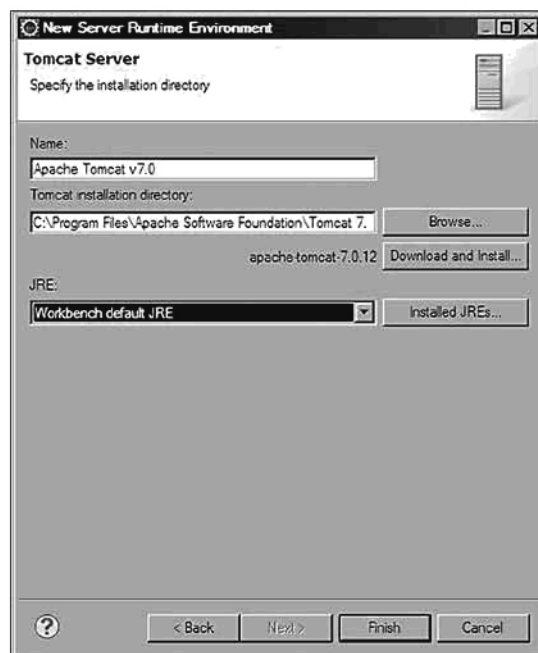 New Server Runtime Environment
Tomcat Server
Specify the installation directory
Name:
Apache Tomcat v7.0
Tomcat installation directory:
C:\Program Files\Apache Software Foundation\Tomcat 7.
Browse...
apache-tomcat-7.0.12
Download and Install...
JRE:
Workbench default JRE
Installed JREs...
?
< Back
Next >
Finish
Cancel